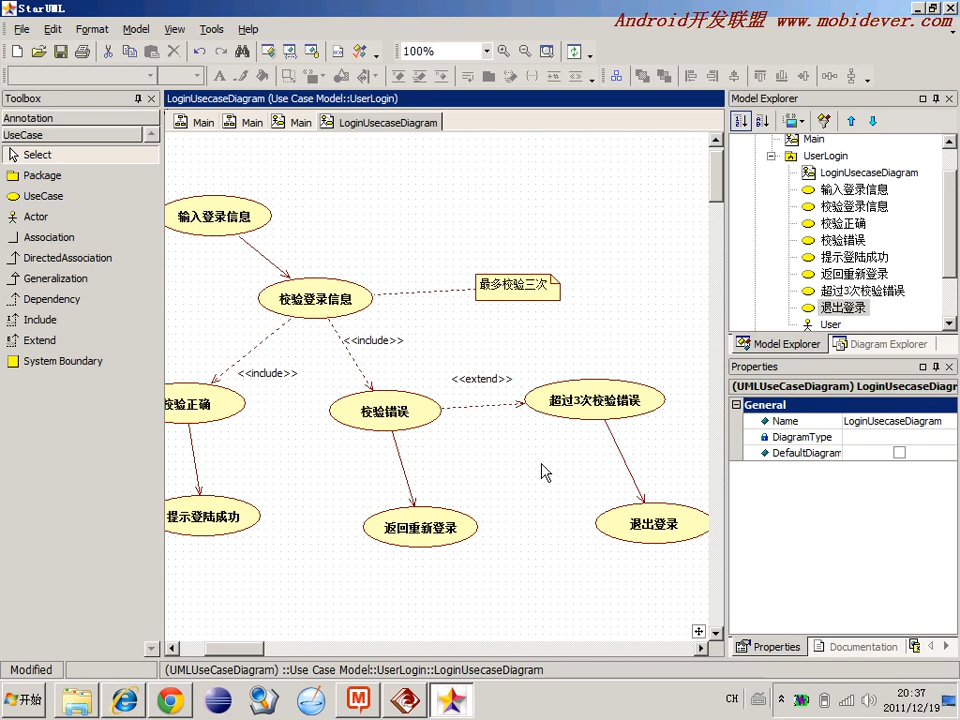 StarUML
Android开发联盟 www.mobidever.com
File Edit Format Model View Tools Help
100%
Toolbox
Annotation
UseCase
Select
Package
UseCase
Actor
Association
DirectedAssociation
Generalization
Dependency
Include
Extend
System Boundary
LoginUsecaseDiagram (Use Case Model::UserLogin)
Main Main Main LoginUsecaseDiagram
输入登录信息
校验登录信息
最多校验三次
<<include>>
<<include>>
<<extend>>
校验正确
校验错误
超过3次校验错误
提示登陆成功
返回重新登录
退出登录
Model Explorer
Main
UserLogin
LoginUsecaseDiagram
输入登录信息
校验登录信息
校验正确
校验错误
提示登陆成功
返回重新登录
超过3次校验错误
退出登录
User
Model Explorer Diagram Explorer
Properties
(UMLUseCaseDiagram) LoginUsecaseDiagr
General
Name LoginUsecaseDiagram
DiagramType
DefaultDiagram
Properties Documentation
Modified (UMLUseCaseDiagram) ::Use Case Model::UserLogin::LoginUsecaseDiagram
开始 CH 20:37
2011/12/19